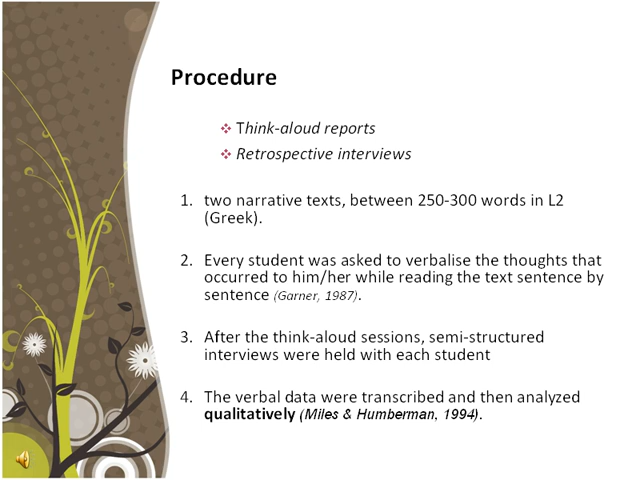 Procedure
Think-aloud reports
Retrospective interviews
1. two narrative texts, between 250-300 words in L2
(Greek).
2. Every student was asked to verbalise the thoughts that
occurred to him/her while reading the text sentence by
sentence (Garner, 1987).
3. After the think-aloud sessions, semi-structured
interviews were held with each student
4. The verbal data were transcribed and then analyzed
qualitatively (Miles & Humberman, 1994).